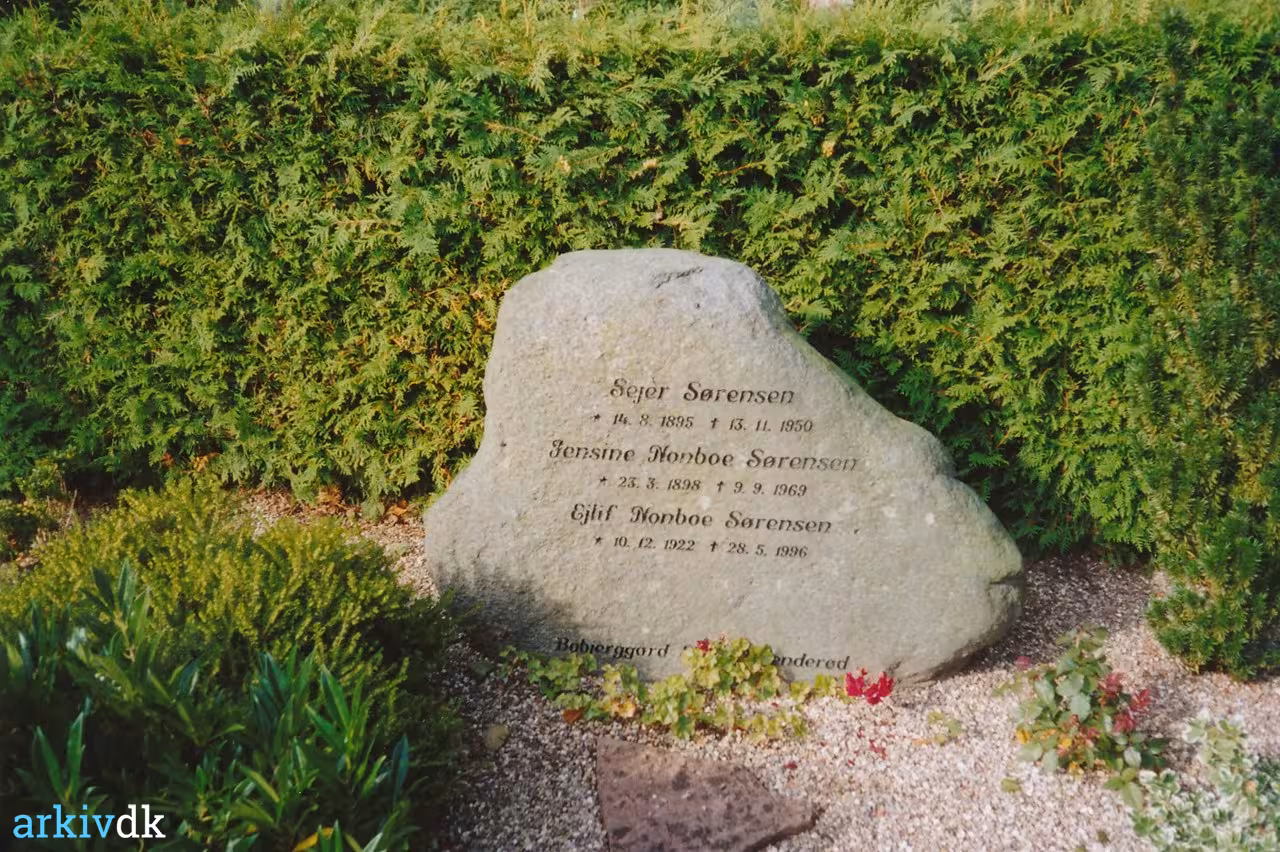 Sejer Sørensen
* 14. 8. 1895 † 13. 11. 1950
Jensine Nonboe Sørensen
* 23. 3. 1898 † 9. 9. 1969
Ejlif Nonboe Sørensen
* 10. 12. 1922 † 28. 5. 1996
Bobjerggård
arkivdk